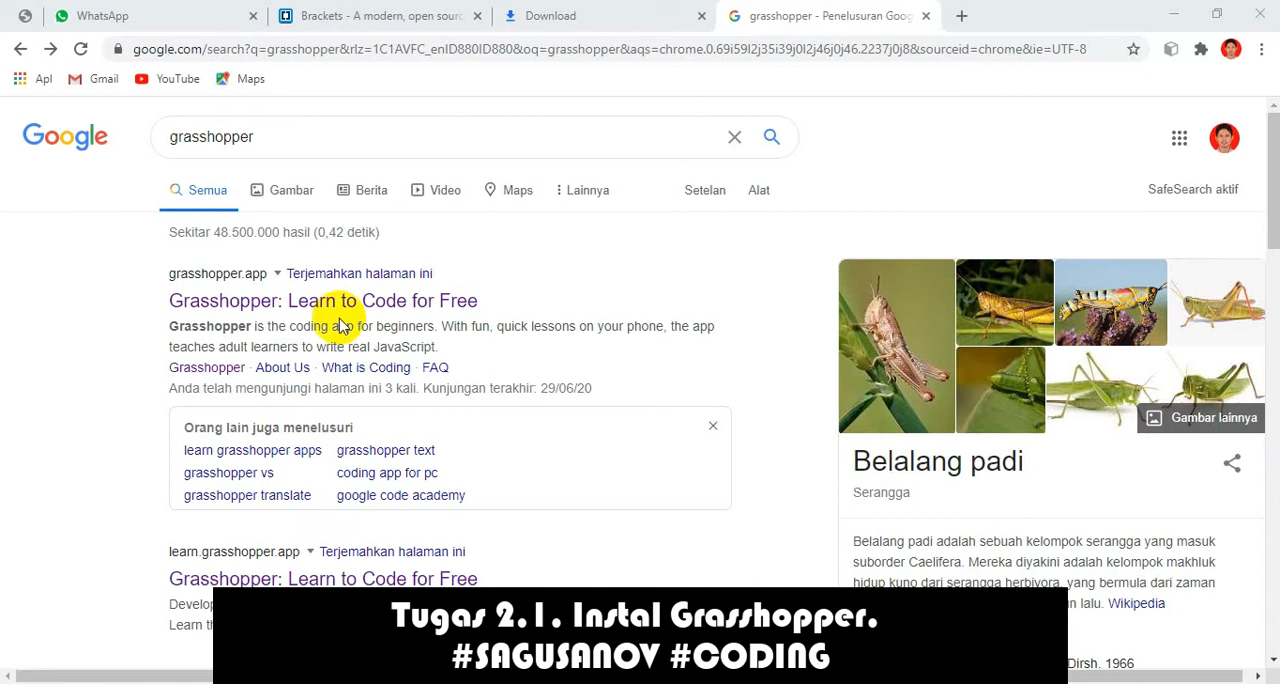 WhatsApp
Brackets - A modern, open sourc
Download
grasshopper - Penelusuran Goog
google.com/search?q=grasshopper&rlz=1C1AVFC_enID880ID880&oq=grasshopper&aqs=chrome.0.69i59l2j35i39j0l2j46j0j46.2237j0j8&sourceid=chrome&ie=UTF-8
Apl
Gmail
YouTube
Maps
Google
grasshopper
Semua
Gambar
Berita
Video
Maps
Lainnya
Setelan
Alat
SafeSearch aktif
Sekitar 48.500.000 hasil (0,42 detik)
grasshopper.app Terjemahkan halaman ini
Grasshopper: Learn to Code for Free
Grasshopper is the coding app for beginners. With fun, quick lessons on your phone, the app
teaches adult learners to write real JavaScript.
Grasshopper · About Us · What is Coding · FAQ
Anda telah mengunjungi halaman ini 3 kali. Kunjungan terakhir: 29/06/20
Orang lain juga menelusuri
learn grasshopper apps
grasshopper text
grasshopper vs
coding app for pc
grasshopper translate
google code academy
learn.grasshopper.app Terjemahkan halaman ini
Grasshopper: Learn to Code for Free
Gambar lainnya
Belalang padi
Serangga
Belalang padi adalah sebuah kelompok serangga yang masuk
suborder Caelifera. Mereka diyakini adalah kelompok makhluk
hidup kuno dari serangga herbivora, yang bermula dari zaman
lalu. Wikipedia
Dirsh, 1966
Tugas 2.1. Instal Grasshopper.
#SAGUSANOV #CODING